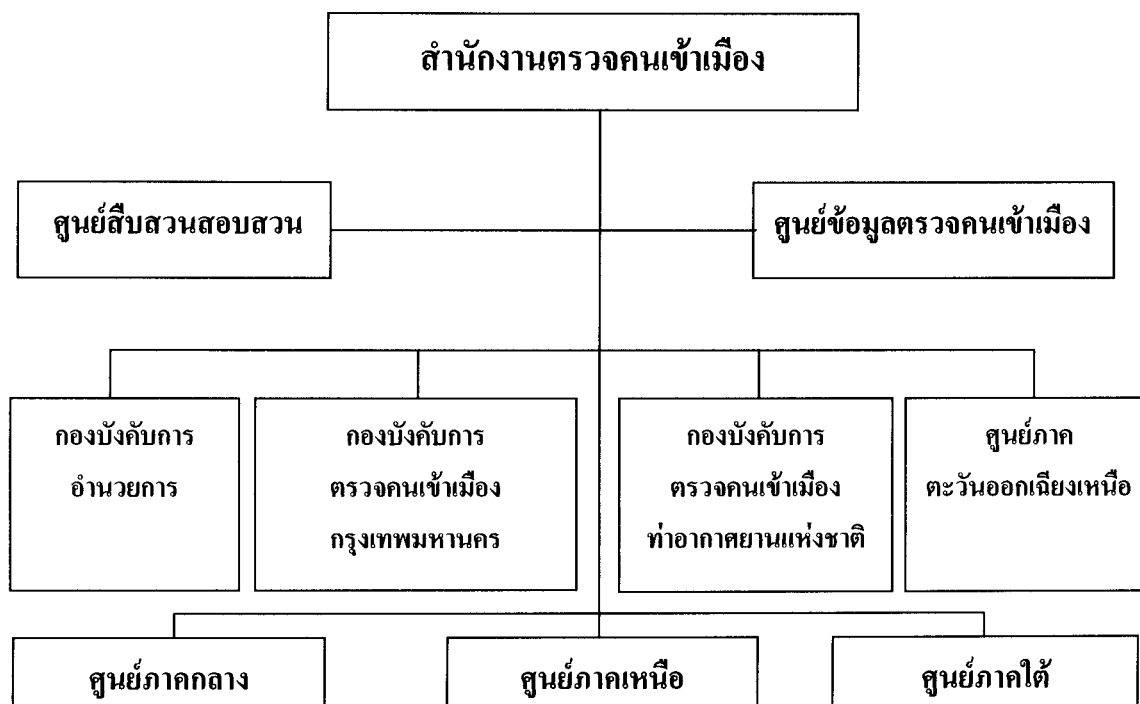 สำนักงานตรวจคนเข้าเมือง
ศูนย์สืบสวนสอบสวน
ศูนย์ข้อมูลตรวจคนเข้าเมือง
กองบังคับการ
อำนวยการ
กองบังคับการ
ตรวจคนเข้าเมือง
กรุงเทพมหานคร
กองบังคับการ
ตรวจคนเข้าเมือง
ท่าอากาศยานแห่งชาติ
ศูนย์ภาค
ตะวันออกเฉียงเหนือ
ศูนย์ภาคกลาง
ศูนย์ภาคเหนือ
ศูนย์ภาคใต้